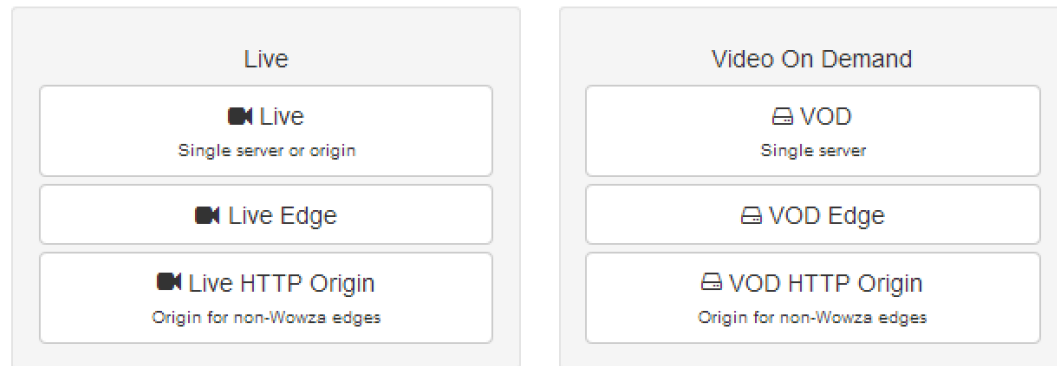 Live
Live
Single server or origin
Live Edge
Live HTTP Origin
Origin for non-Wowza edges
Video On Demand
VOD
Single server
VOD Edge
VOD HTTP Origin
Origin for non-Wowza edges